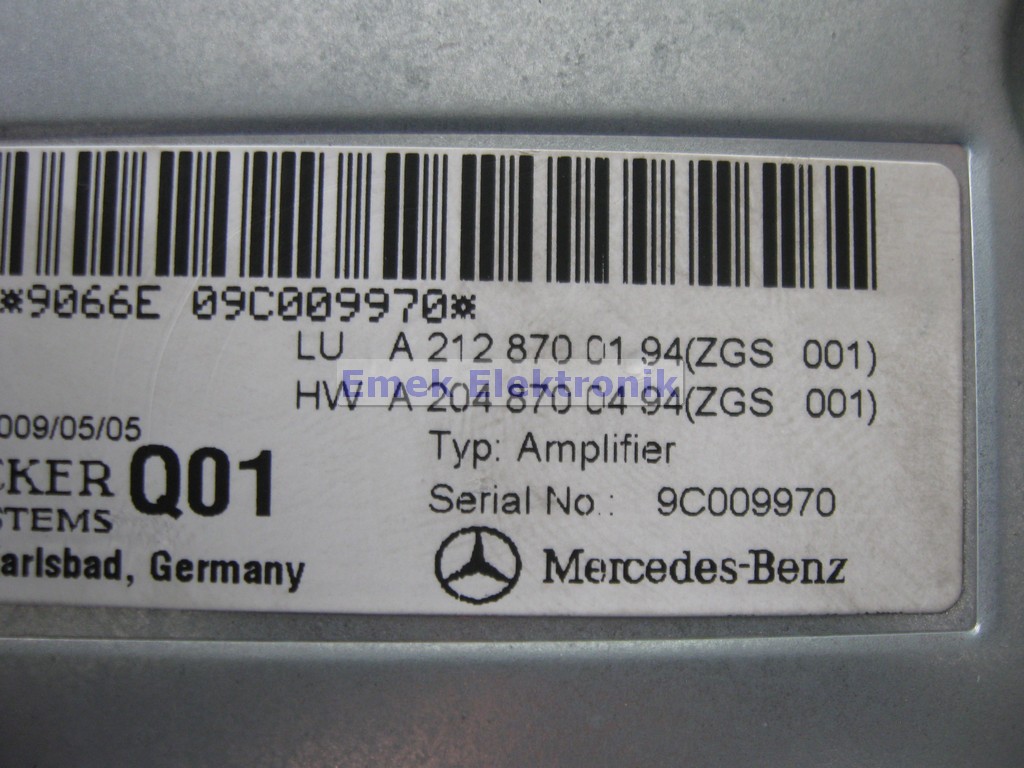 *9066E 09C009970*
LU A 212 870 01 94(ZGS 001)
Emek Elektronik
HW A 204 870 04 94(ZGS 001)
009/05/05
Typ: Amplifier
CKER Q01
STEMS
Serial No.: 9C009970
arlsbad, Germany
Mercedes-Benz